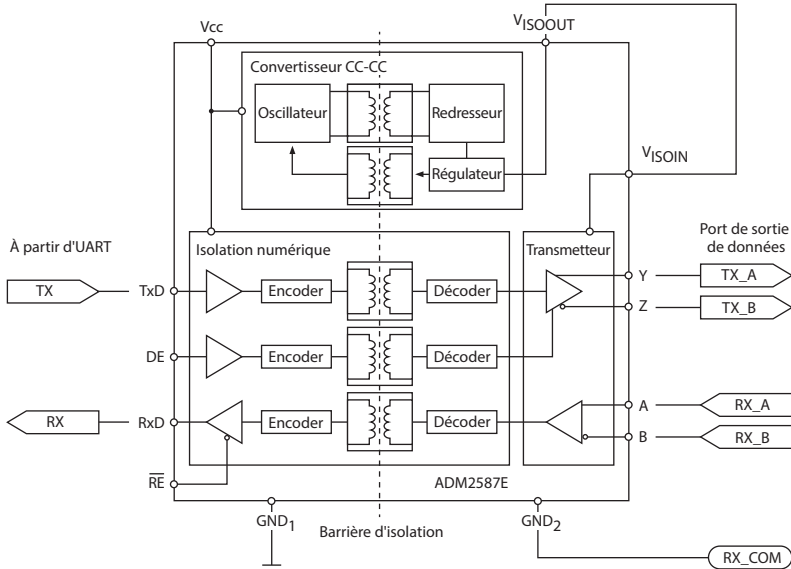 Vcc
VISOOUT
Convertisseur CC-CC
Oscillateur
Redresseur
Régulateur
VISOIN
À partir d'UART
Isolation numérique
Transmetteur
Port de sortie
de données
TX
TxD
Encoder
Décoder
Y
TX_A
Z
TX_B
DE
Encoder
Décoder
RX
RxD
Encoder
Décoder
A
RX_A
B
RX_B
RE
ADM2587E
GND1
Barrière d'isolation
GND2
RX_COM